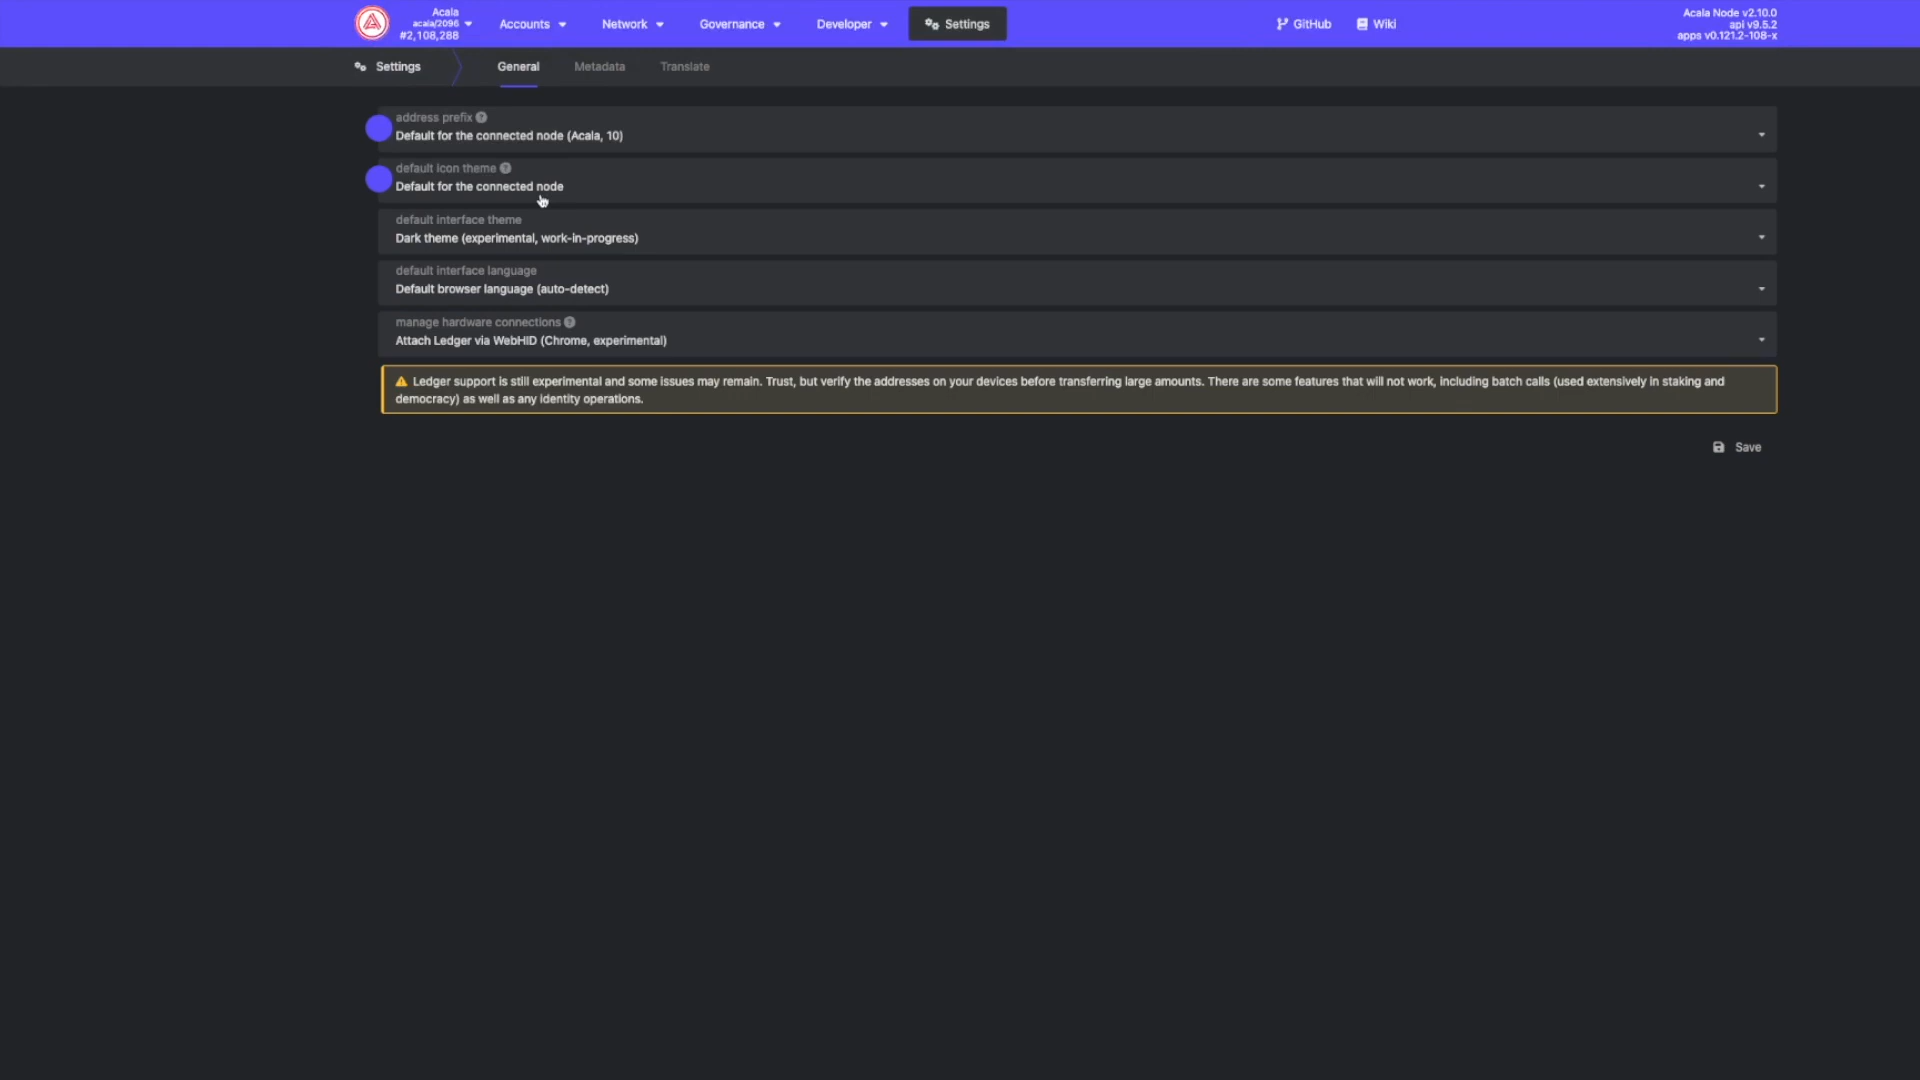 Acala
acala/2096
#2,108,288
Accounts
Network
Governance
Developer
Settings
GitHub
Wiki
Acala Node v2.10.0
api v9.5.2
apps v0.121.2-108-x
Settings
General
Metadata
Translate
address prefix
Default for the connected node (Acala, 10)
default icon theme
Default for the connected node
default interface theme
Dark theme (experimental, work-in-progress)
default interface language
Default browser language (auto-detect)
manage hardware connections
Attach Ledger via WebHID (Chrome, experimental)
Ledger support is still experimental and some issues may remain. Trust, but verify the addresses on your devices before transferring large amounts. There are some features that will not work, including batch calls (used extensively in staking and
democracy) as well as any identity operations.
Save